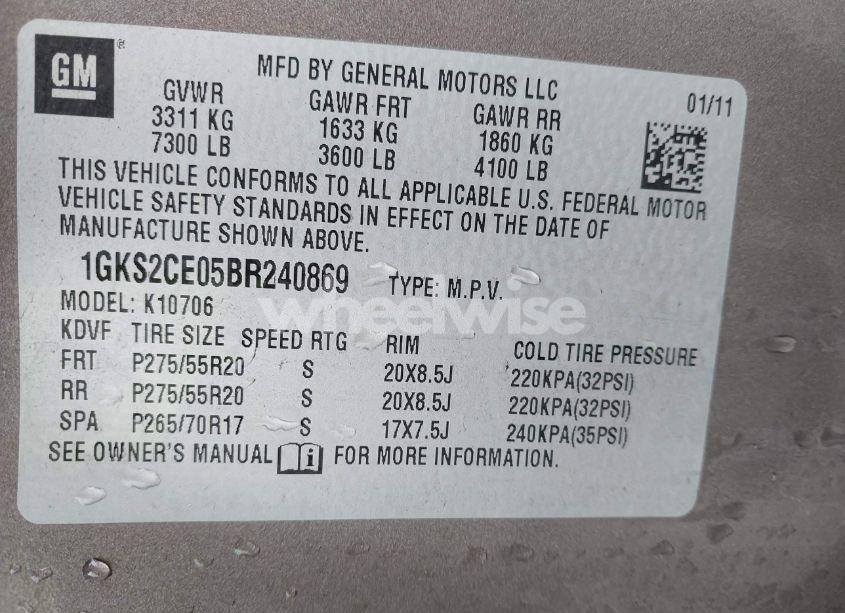 GM
®
MFD BY GENERAL MOTORS LLC
01/11
GVWR GAWR FRT GAWR RR
3311 KG 1633 KG 1860 KG
7300 LB 3600 LB 4100 LB
THIS VEHICLE CONFORMS TO ALL APPLICABLE U.S. FEDERAL MOTOR
VEHICLE SAFETY STANDARDS IN EFFECT ON THE DATE OF
MANUFACTURE SHOWN ABOVE.
1GKS2CE05BR240869 TYPE: M.P.V.
wheelwise
MODEL: K10706
KDVF TIRE SIZE SPEED RTG RIM COLD TIRE PRESSURE
FRT P275/55R20 S 20X8.5J 220KPA(32PSI)
RR P275/55R20 S 20X8.5J 220KPA(32PSI)
SPA P265/70R17 S 17X7.5J 240KPA(35PSI)
SEE OWNER'S MANUAL i FOR MORE INFORMATION.